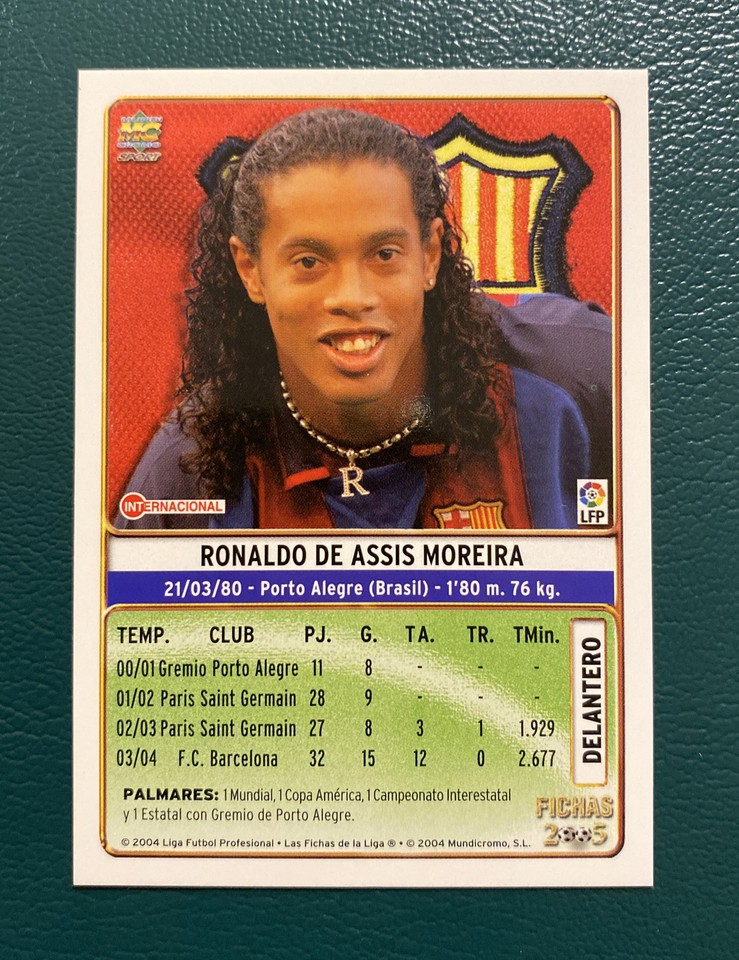 MC
SPORT
R
INTERNACIONAL
LFP
RONALDO DE ASSIS MOREIRA
21/03/80 - Porto Alegre (Brasil) - 1'80 m. 76 kg.
TEMP. CLUB PJ. G. TA. TR. TMin.
00/01 Gremio Porto Alegre 11 8 - - -
01/02 Paris Saint Germain 28 9 - - -
02/03 Paris Saint Germain 27 8 3 1 1.929
03/04 F.C. Barcelona 32 15 12 0 2.677
DELANTERO
PALMARES: 1 Mundial, 1 Copa América, 1 Campeonato Interestatal
y 1 Estatal con Gremio de Porto Alegre.
FICHAS
2005
© 2004 Liga Futbol Profesional • Las Fichas de la Liga ® • © 2004 Mundicromo, S.L.